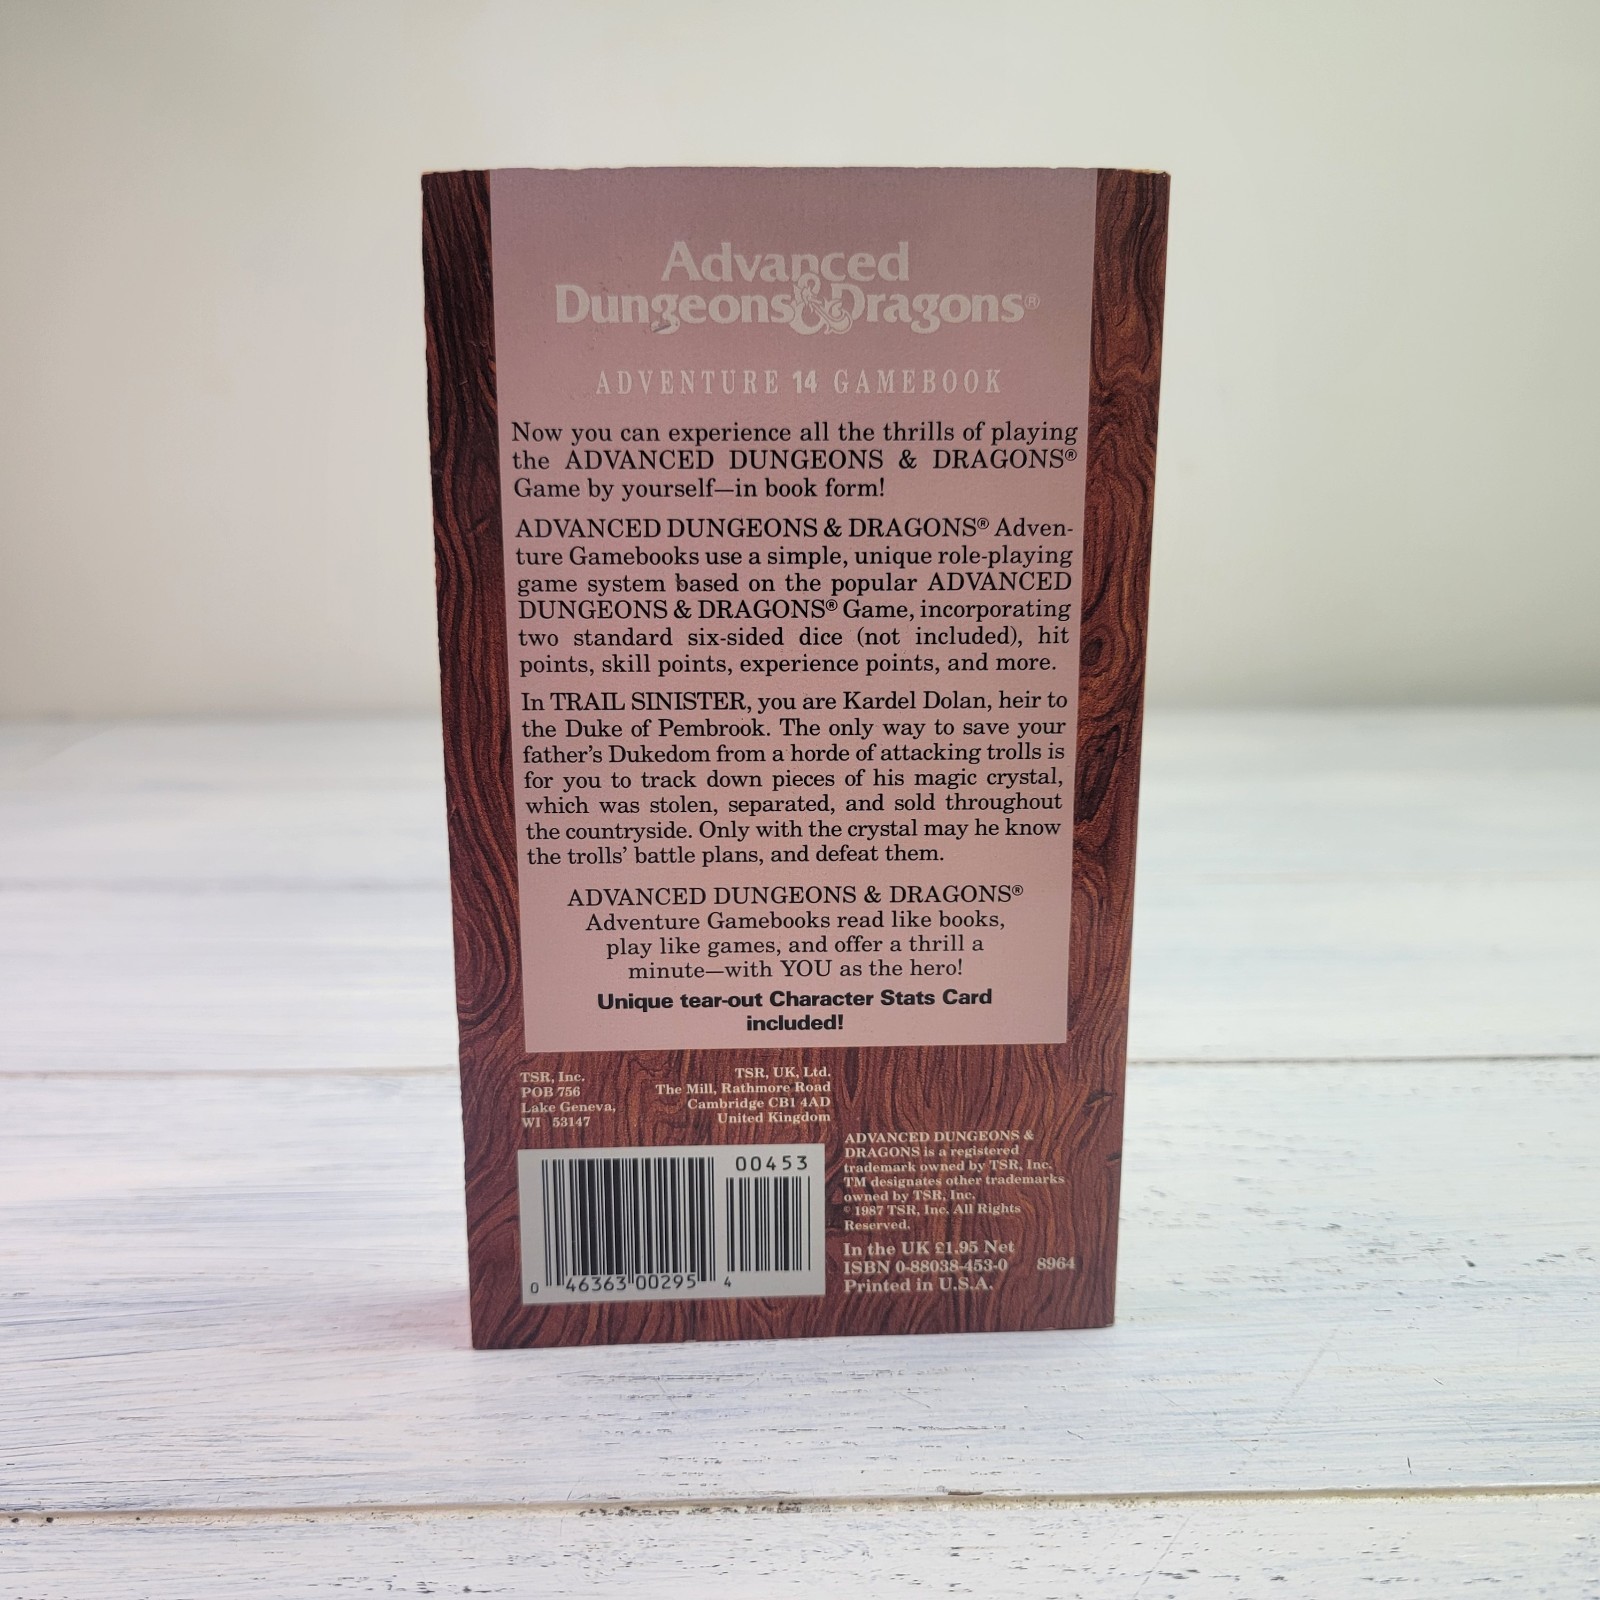 Advanced
Dungeons & Dragons®
ADVENTURE 14 GAMEBOOK
Now you can experience all the thrills of playing
the ADVANCED DUNGEONS & DRAGONS®
Game by yourself—in book form!
ADVANCED DUNGEONS & DRAGONS® Adven-
ture Gamebooks use a simple, unique role-playing
game system based on the popular ADVANCED
DUNGEONS & DRAGONS® Game, incorporating
two standard six-sided dice (not included), hit
points, skill points, experience points, and more.
In TRAIL SINISTER, you are Kardel Dolan, heir to
the Duke of Pembrook. The only way to save your
father's Dukedom from a horde of attacking trolls is
for you to track down pieces of his magic crystal,
which was stolen, separated, and sold throughout
the countryside. Only with the crystal may he know
the trolls' battle plans, and defeat them.
ADVANCED DUNGEONS & DRAGONS®
Adventure Gamebooks read like books,
play like games, and offer a thrill a
minute—with YOU as the hero!
Unique tear-out Character Stats Card
included!
TSR, Inc.
POB 756
Lake Geneva,
WI 53147
TSR, UK, Ltd.
The Mill, Rathmore Road
Cambridge CB1 4AD
United Kingdom
00453
0 46363 00295 4
ADVANCED DUNGEONS &
DRAGONS is a registered
trademark owned by TSR, Inc.
TM designates other trademarks
owned by TSR, Inc.
© 1987 TSR, Inc. All Rights
Reserved.
In the UK £1.95 Net
ISBN 0-88038-453-0 8964
Printed in U.S.A.